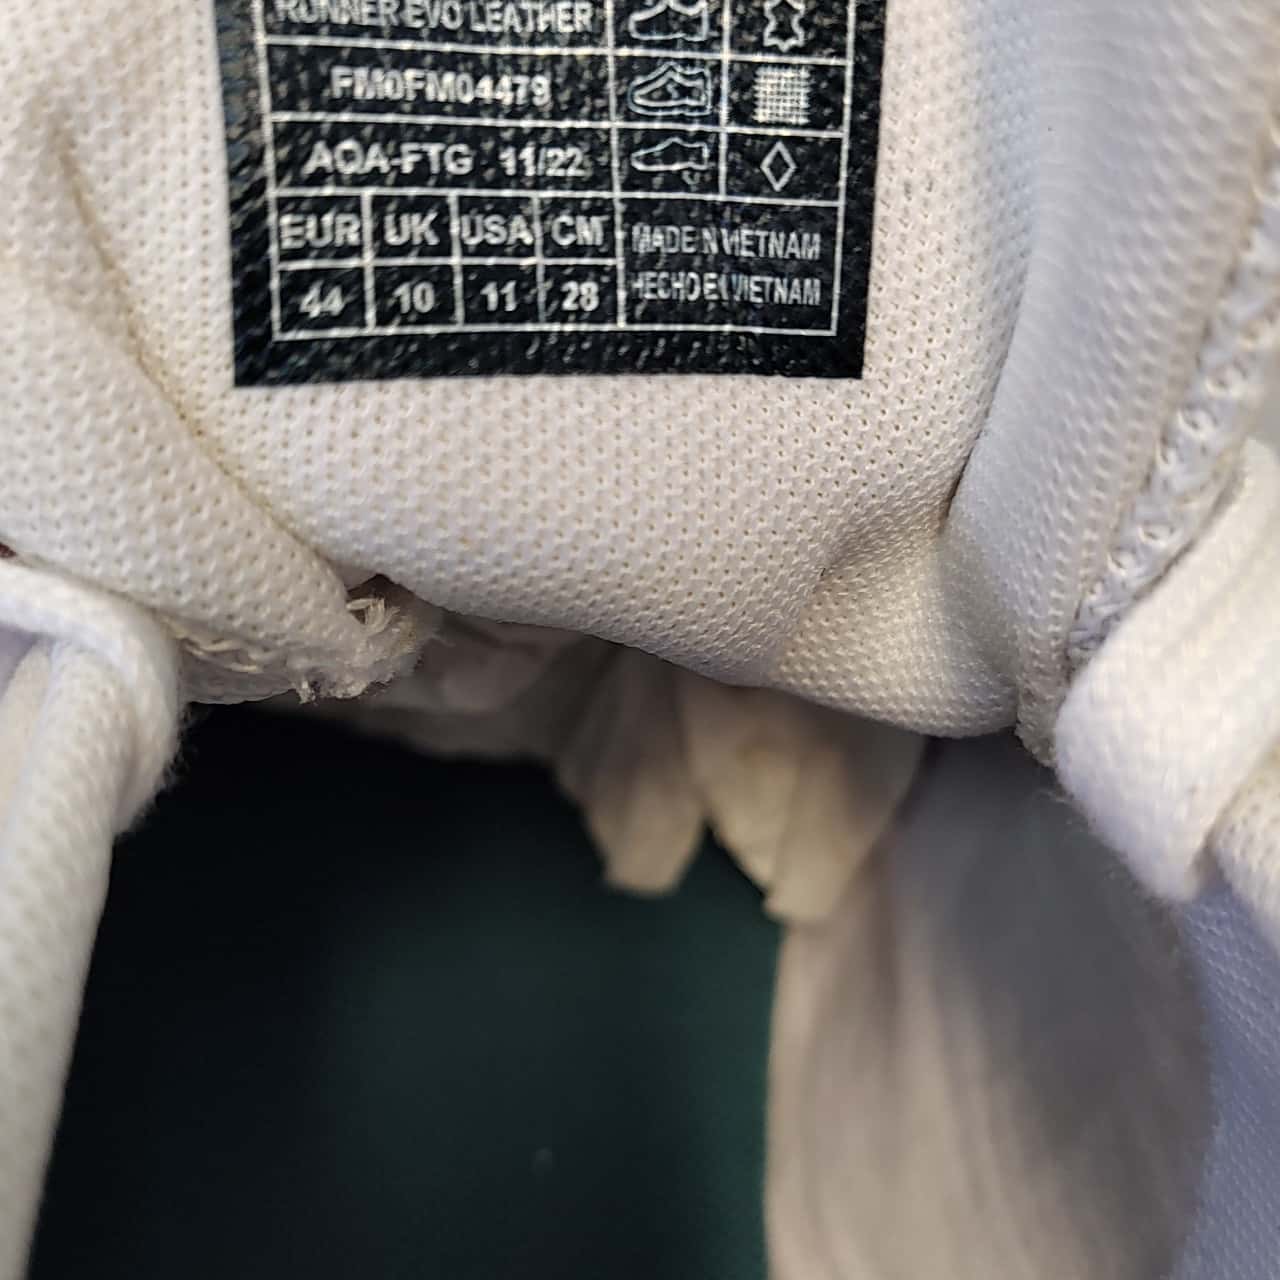 RUNNER EVO LEATHER
FM0FM04479
AQA-FTG 11/22
EUR UK USA CM
44 10 11 28
MADE IN VIETNAM
HECHO EN VIETNAM